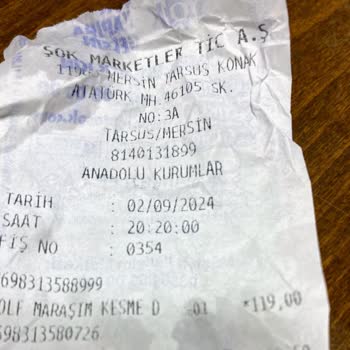 ŞOK MARKETLER TİC A.Ş
MERSİN TARSUS KONAK
ATATÜRK MH. 46105 SK.
NO:3A
TARSUS/MERSİN
8140131899
ANADOLU KURUMLAR
TARİH : 02/09/2024
SAAT : 20:20:00
FİŞ NO : 0354
698313588999
OLF MARAŞIM KESME D 01 *119,00
698313580726